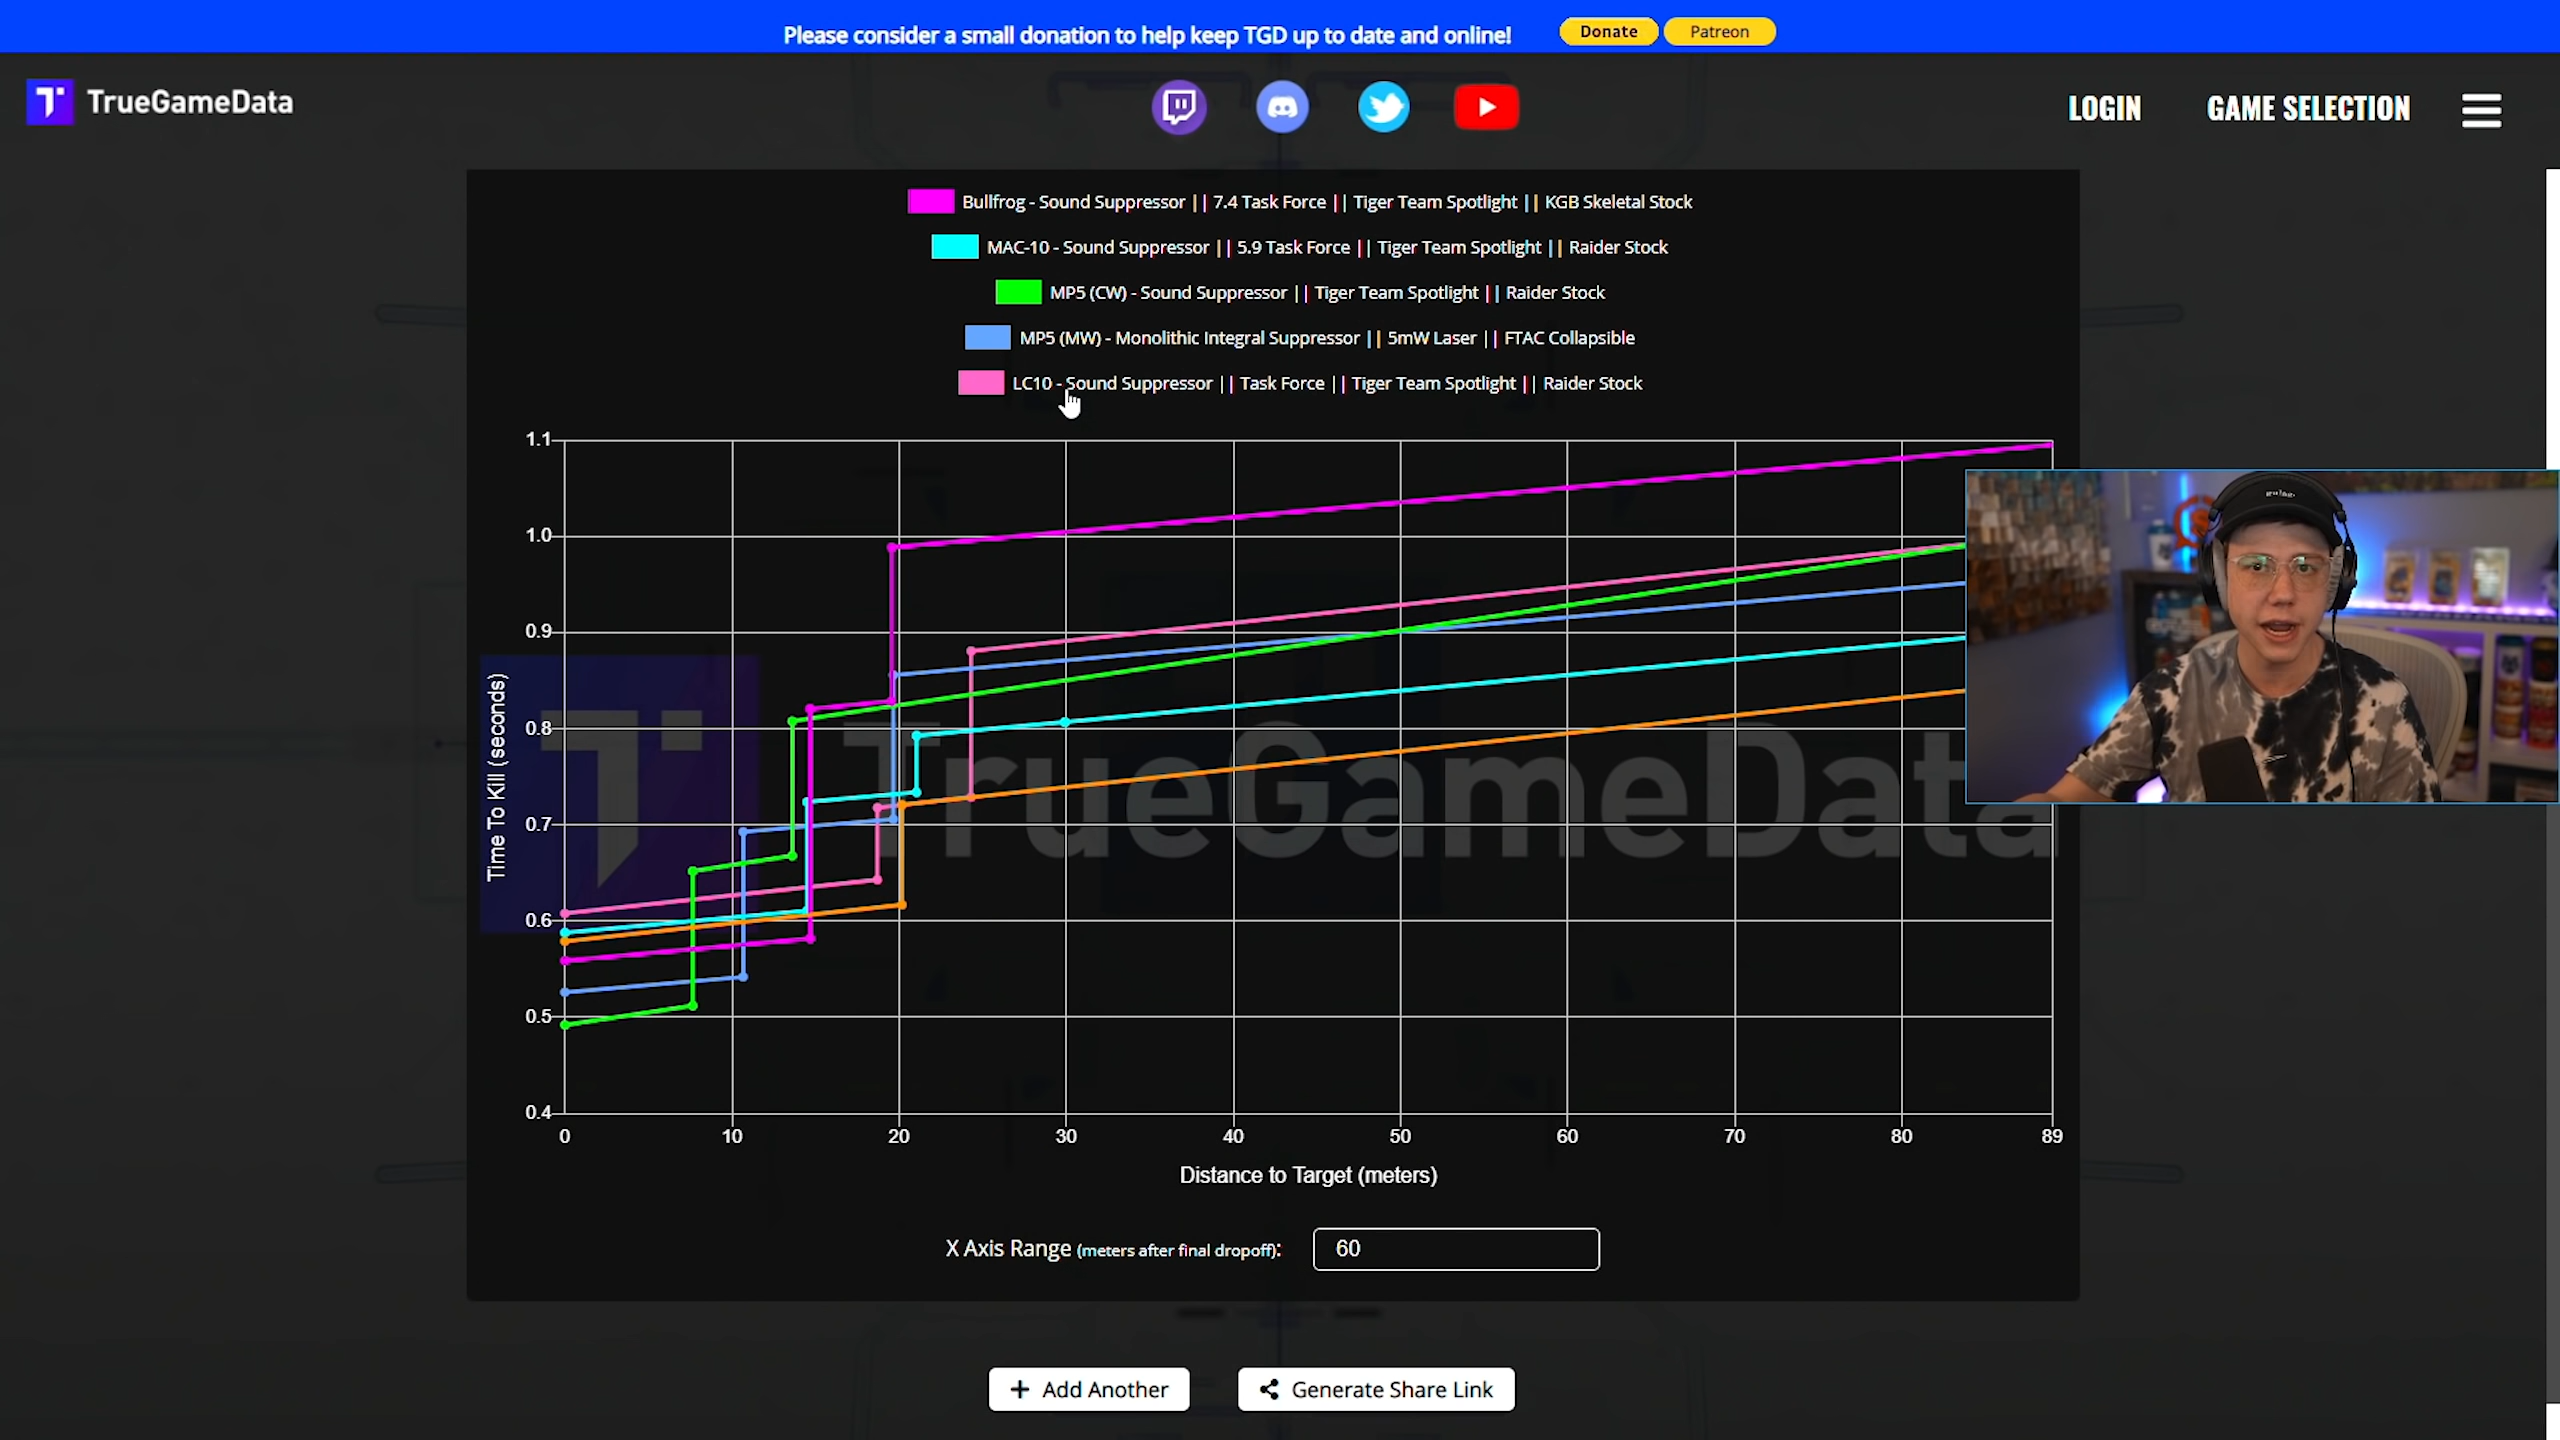 Please consider a small donation to help keep TGD up to date and online!
Donate
Patreon
TrueGameData
LOGIN
GAME SELECTION
Bullfrog - Sound Suppressor || 7.4 Task Force || Tiger Team Spotlight || KGB Skeletal Stock
MAC-10 - Sound Suppressor || 5.9 Task Force || Tiger Team Spotlight || Raider Stock
MP5 (CW) - Sound Suppressor || Tiger Team Spotlight || Raider Stock
MP5 (MW) - Monolithic Integral Suppressor || 5mW Laser || FTAC Collapsible
LC10 - Sound Suppressor || Task Force || Tiger Team Spotlight || Raider Stock
1.1
1.0
0.9
0.8
0.7
0.6
0.5
0.4
Time To Kill (seconds)
TrueGameData
0 10 20 30 40 50 60 70 80 89
Distance to Target (meters)
X Axis Range (meters after final dropoff): 60
+ Add Another
Generate Share Link